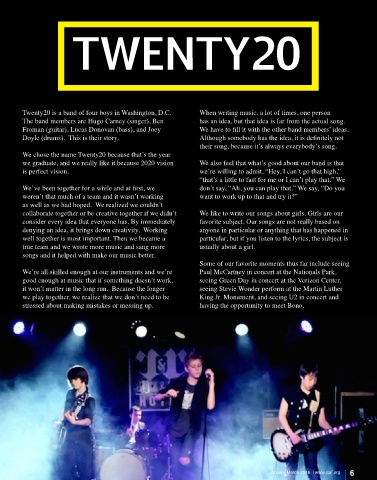 TWENTY20
Twenty20 is a band of four boys in Washington, D.C.
The band members are Hugo Carney (singer), Ben
Froman (guitar), Lucas Donovan (bass), and Joey
Doyle (drums).  This is their story.
We chose the name Twenty20 because that's the year
we graduate, and we really like it because 2020 vision
is perfect vision.
We've been together for a while and at first, we
weren't that much of a team and it wasn't working
as well as we had hoped.  We realized we couldn't
collaborate together or be creative together if we didn't
consider every idea that everyone has. By immediately
denying an idea, it brings down creativity.  Working
well together is most important. Then we became a
true team and we wrote more music and sang more
songs and it helped with make our music better.
We're all skilled enough at our instruments and we're
good enough at music that if something doesn't work,
it won't matter in the long run.  Because the longer
we play together, we realize that we don't need to be
stressed about making mistakes or messing up.
When writing music, a lot of times, one person
has an idea, but that idea is far from the actual song.
We have to fill it with the other band members' ideas.
Although somebody has the idea, it is definitely not
their song, because it's always everybody's song.
We also feel that what's good about our band is that
we're willing to admit, "Hey, I can't go that high,"
"that's a little to fast for me or I can't play that." We
don't say, "Ah, you can play that." We say, "Do you
want to work up to that and try it?"
We like to write our songs about girls. Girls are our
favorite subject. Our songs are not really based on
anyone in particular or anything that has happened in
particular, but if you listen to the lyrics, the subject is
usually about a girl.
Some of our favorite moments thus far include seeing
Paul McCartney in concert at the Nationals Park,
seeing Green Day in concert at the Verizon Center,
seeing Stevie Wonder perform at the Martin Luther
King Jr. Monument, and seeing U2 in concert and
having the opportunity to meet Bono.
6